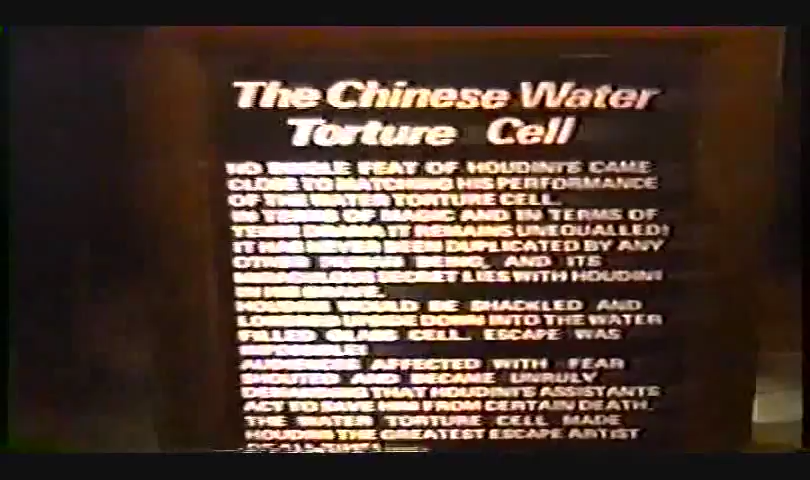 The Chinese Water
Torture Cell
NO SINGLE FEAT OF HOUDINI'S CAME
CLOSE TO MATCHING HIS PERFORMANCE
OF THE WATER TORTURE CELL.
IN TERMS OF MAGIC AND IN TERMS OF
DRAMA IT REMAINS UNEQUALLED!
IT HAS NEVER BEEN DUPLICATED BY ANY
OTHER HUMAN BEING, AND ITS
SECRET LIES WITH HOUDINI
IN HIS GRAVE.
HOUDINI WOULD BE SHACKLED AND
LOWERED UPSIDE DOWN INTO THE WATER
FILLED GLASS CELL. ESCAPE WAS
IMPOSSIBLE!
AUDIENCES AFFECTED WITH FEAR
SHOUTED AND BECAME UNRULY
DEMANDING THAT HOUDINI'S ASSISTANTS
ACT TO SAVE HIM FROM CERTAIN DEATH.
THE WATER TORTURE CELL MADE
HOUDINI THE GREATEST ESCAPE ARTIST
OF ALL TIME!